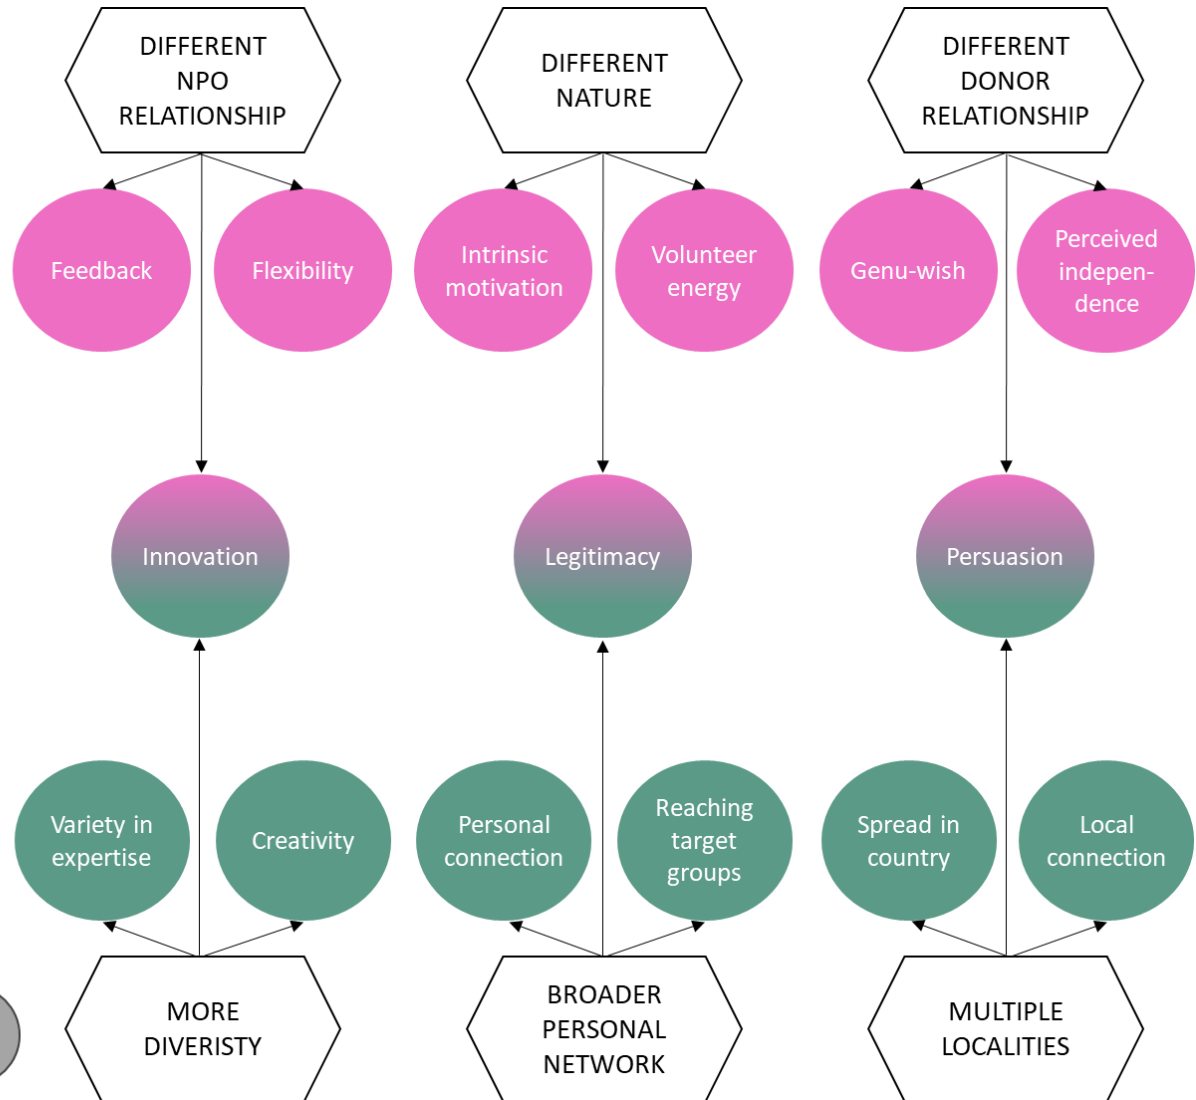 DIFFERENT
NPO
RELATIONSHIP
DIFFERENT
NATURE
DIFFERENT
DONOR
RELATIONSHIP
Feedback
Flexibility
Intrinsic
motivation
Volunteer
energy
Genu-wish
Perceived
indepen-
dence
Innovation
Legitimacy
Persuasion
Variety in
expertise
Creativity
Personal
connection
Reaching
target
groups
Spread in
country
Local
connection
MORE
DIVERISTY
BROADER
PERSONAL
NETWORK
MULTIPLE
LOCALITIES